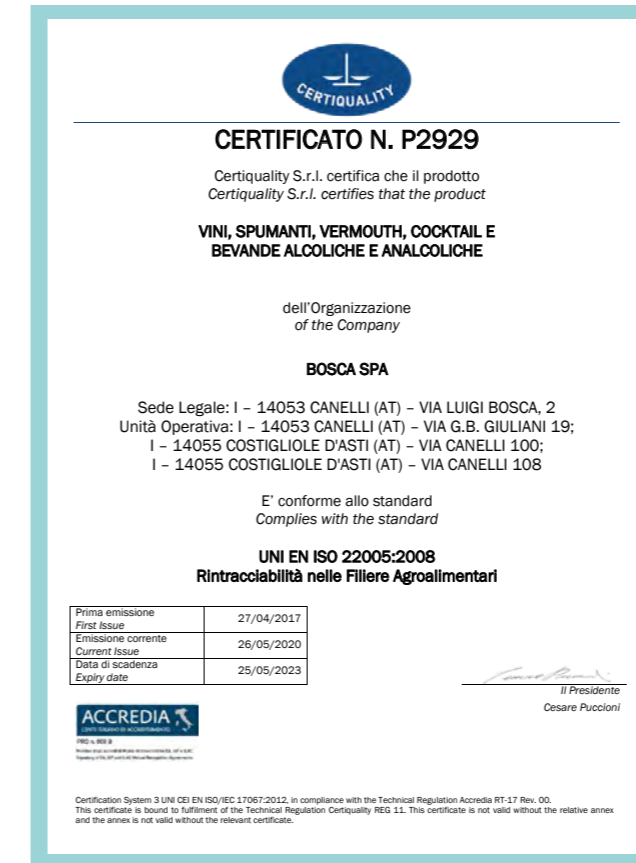 CERTIQUALITY
CERTIFICATO N. P2929
Certiquality S.r.l. certifica che il prodotto
Certiquality S.r.l. certifies that the product
VINI, SPUMANTI, VERMOUTH, COCKTAIL E
BEVANDE ALCOLICHE E ANALCOLICHE
dell'Organizzazione
of the Company
BOSCA SPA
Sede Legale: I – 14053 CANELLI (AT) – VIA LUIGI BOSCA, 2
Unità Operativa: I – 14053 CANELLI (AT) – VIA G.B. GIULIANI 19;
I – 14055 COSTIGLIOLE D'ASTI (AT) – VIA CANELLI 100;
I – 14055 COSTIGLIOLE D'ASTI (AT) – VIA CANELLI 108
E' conforme allo standard
Complies with the standard
UNI EN ISO 22005:2008
Rintracciabilità nelle Filiere Agroalimentari
Prima emissione
First Issue
27/04/2017
Emissione corrente
Current Issue
26/05/2020
Data di scadenza
Expiry date
25/05/2023
Il Presidente
Cesare Puccioni
ACCREDIA
L'ENTE ITALIANO DI ACCREDITAMENTO
Certification System 3 UNI CEI EN ISO/IEC 17067:2012, in compliance with the Technical Regulation Accredia RT-17 Rev. 00.
This certificate is bound to fulfilment of the Technical Regulation Certiquality REG 11. This certificate is not valid without the relative annex
and the annex is not valid without the relevant certificate.